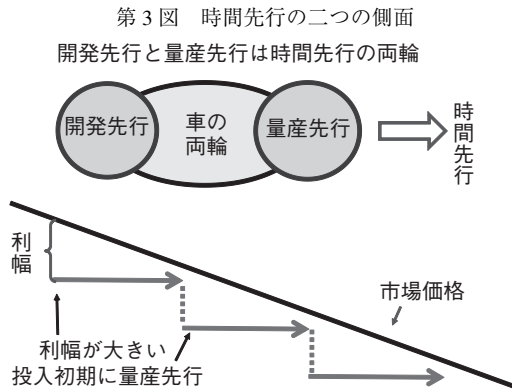 第3図　時間先行の二つの側面
開発先行と量産先行は時間先行の両輪
開発先行
車の
両輪
量産先行
時間先行
利幅
市場価格
利幅が大きい
投入初期に量産先行